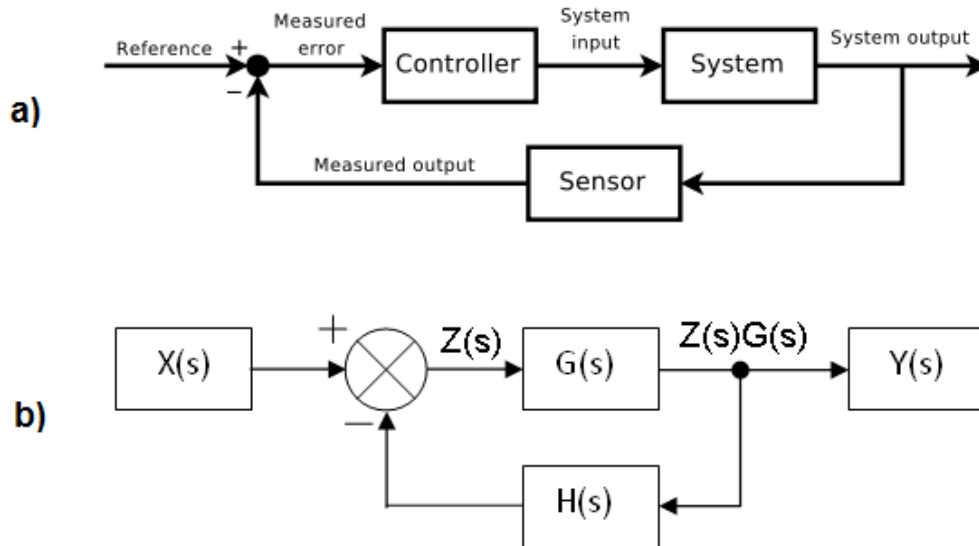 a)
Reference
+
−
Measured
error
Controller
System
input
System
System output
Measured output
Sensor
b)
X(s)
+
−
Z(s)
G(s)
Z(s)G(s)
Y(s)
H(s)